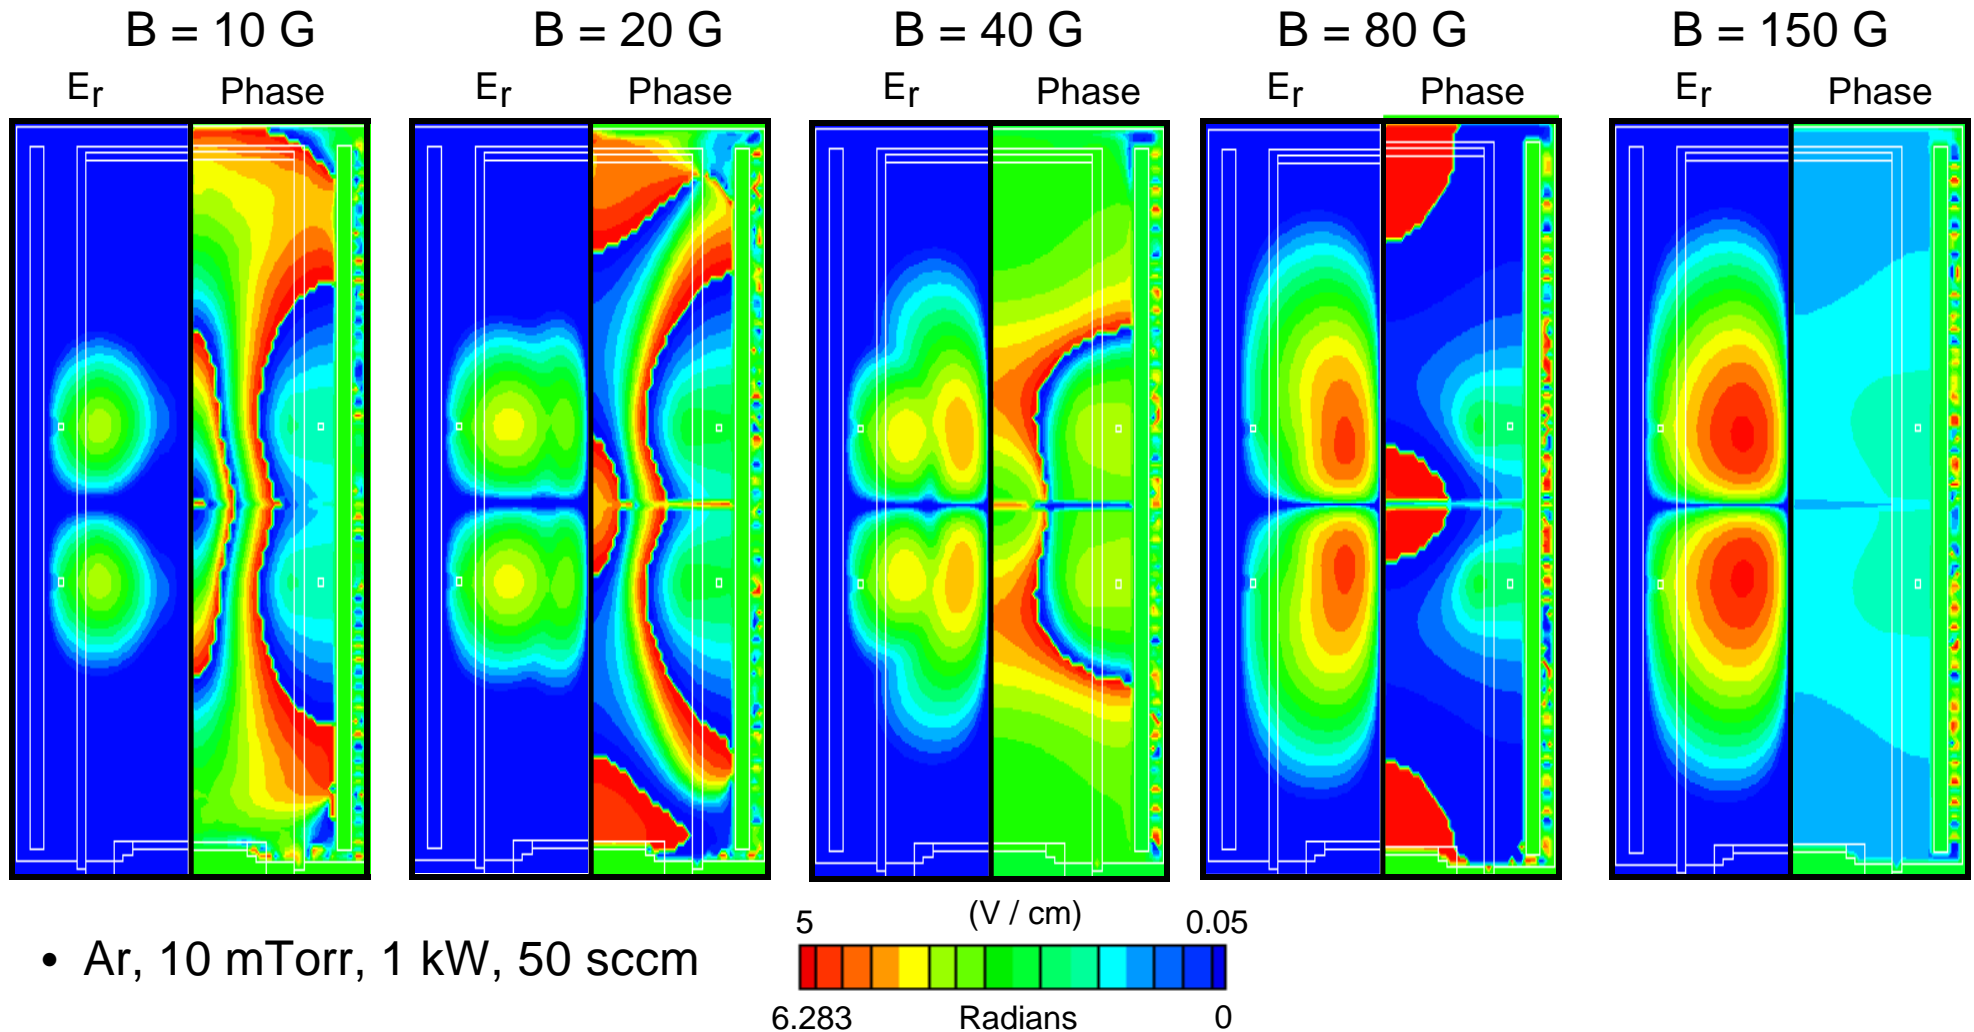 B = 10 G B = 20 G B = 40 G B = 80 G B = 150 G
Er Phase Er Phase Er Phase Er Phase Er Phase
5 (V / cm) 0.05
• Ar, 10 mTorr, 1 kW, 50 sccm
6.283 Radians 0